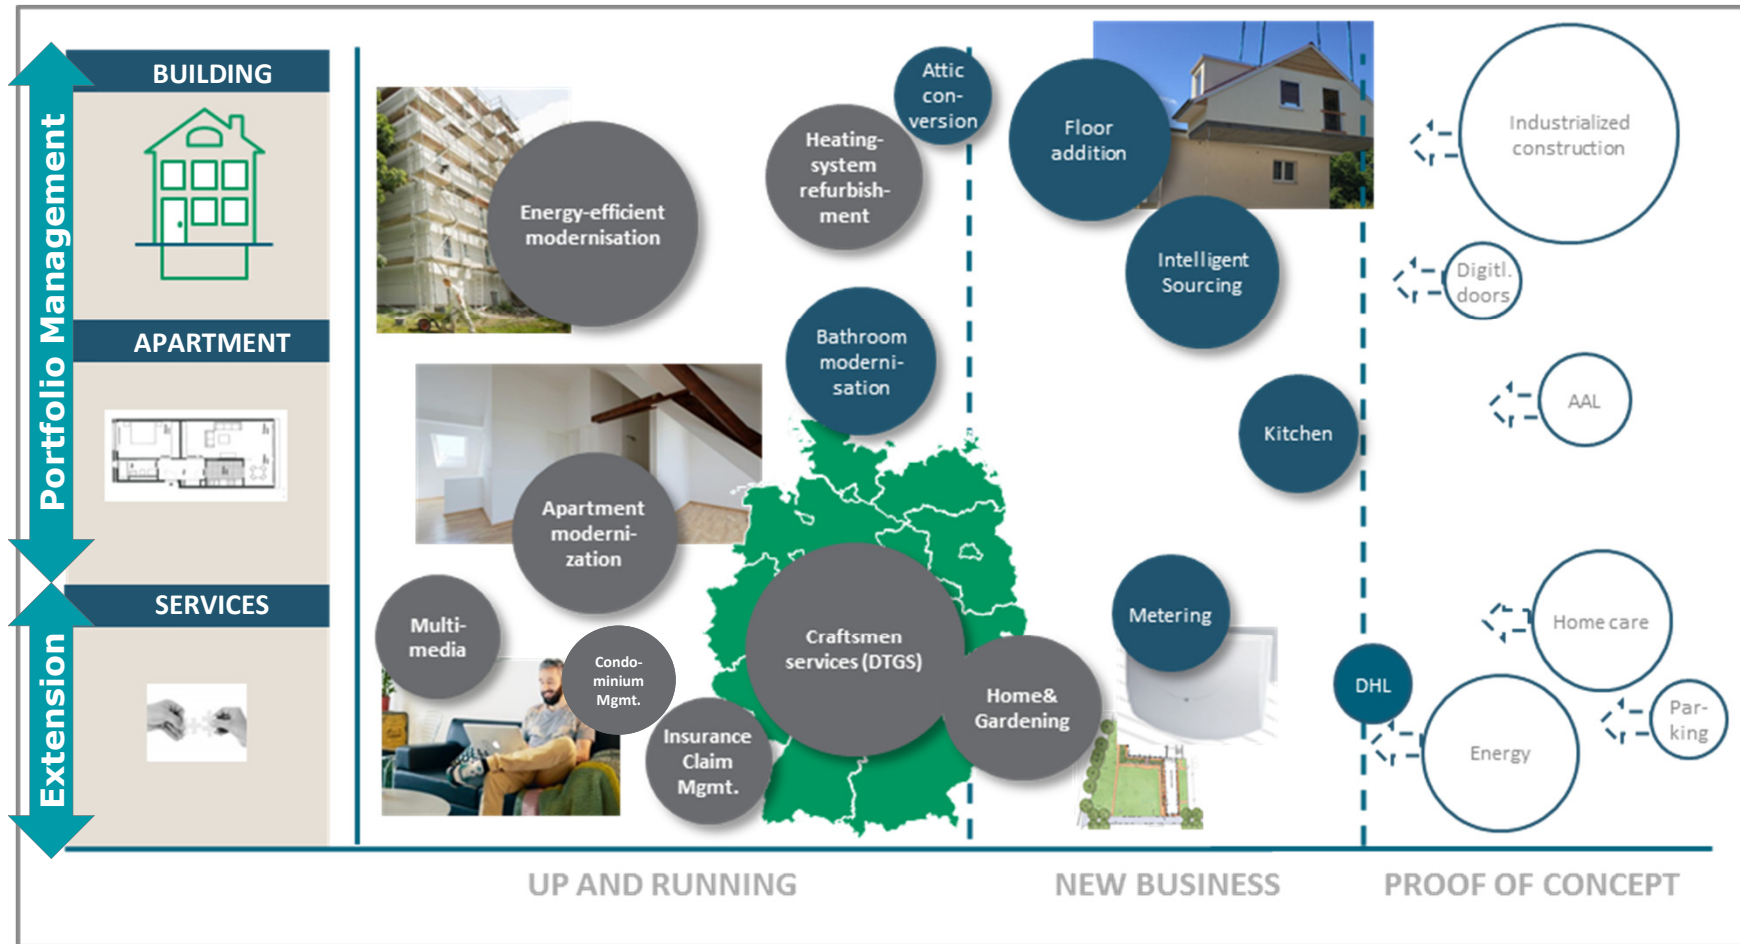 Portfolio Management
Extension
BUILDING
APARTMENT
SERVICES
Energy-efficient
modernisation
Heating-
system
refurbish-
ment
Attic
con-
version
Floor
addition
Intelligent
Sourcing
Industrialized
construction
Digitl.
doors
Bathroom
moderni-
sation
Kitchen
AAL
Apartment
moderni-
zation
Multi-
media
Condo-
minium
Mgmt.
Insurance
Claim
Mgmt.
Craftsmen
services (DTGS)
Home&
Gardening
Metering
DHL
Home care
Par-
king
Energy
UP AND RUNNING
NEW BUSINESS
PROOF OF CONCEPT